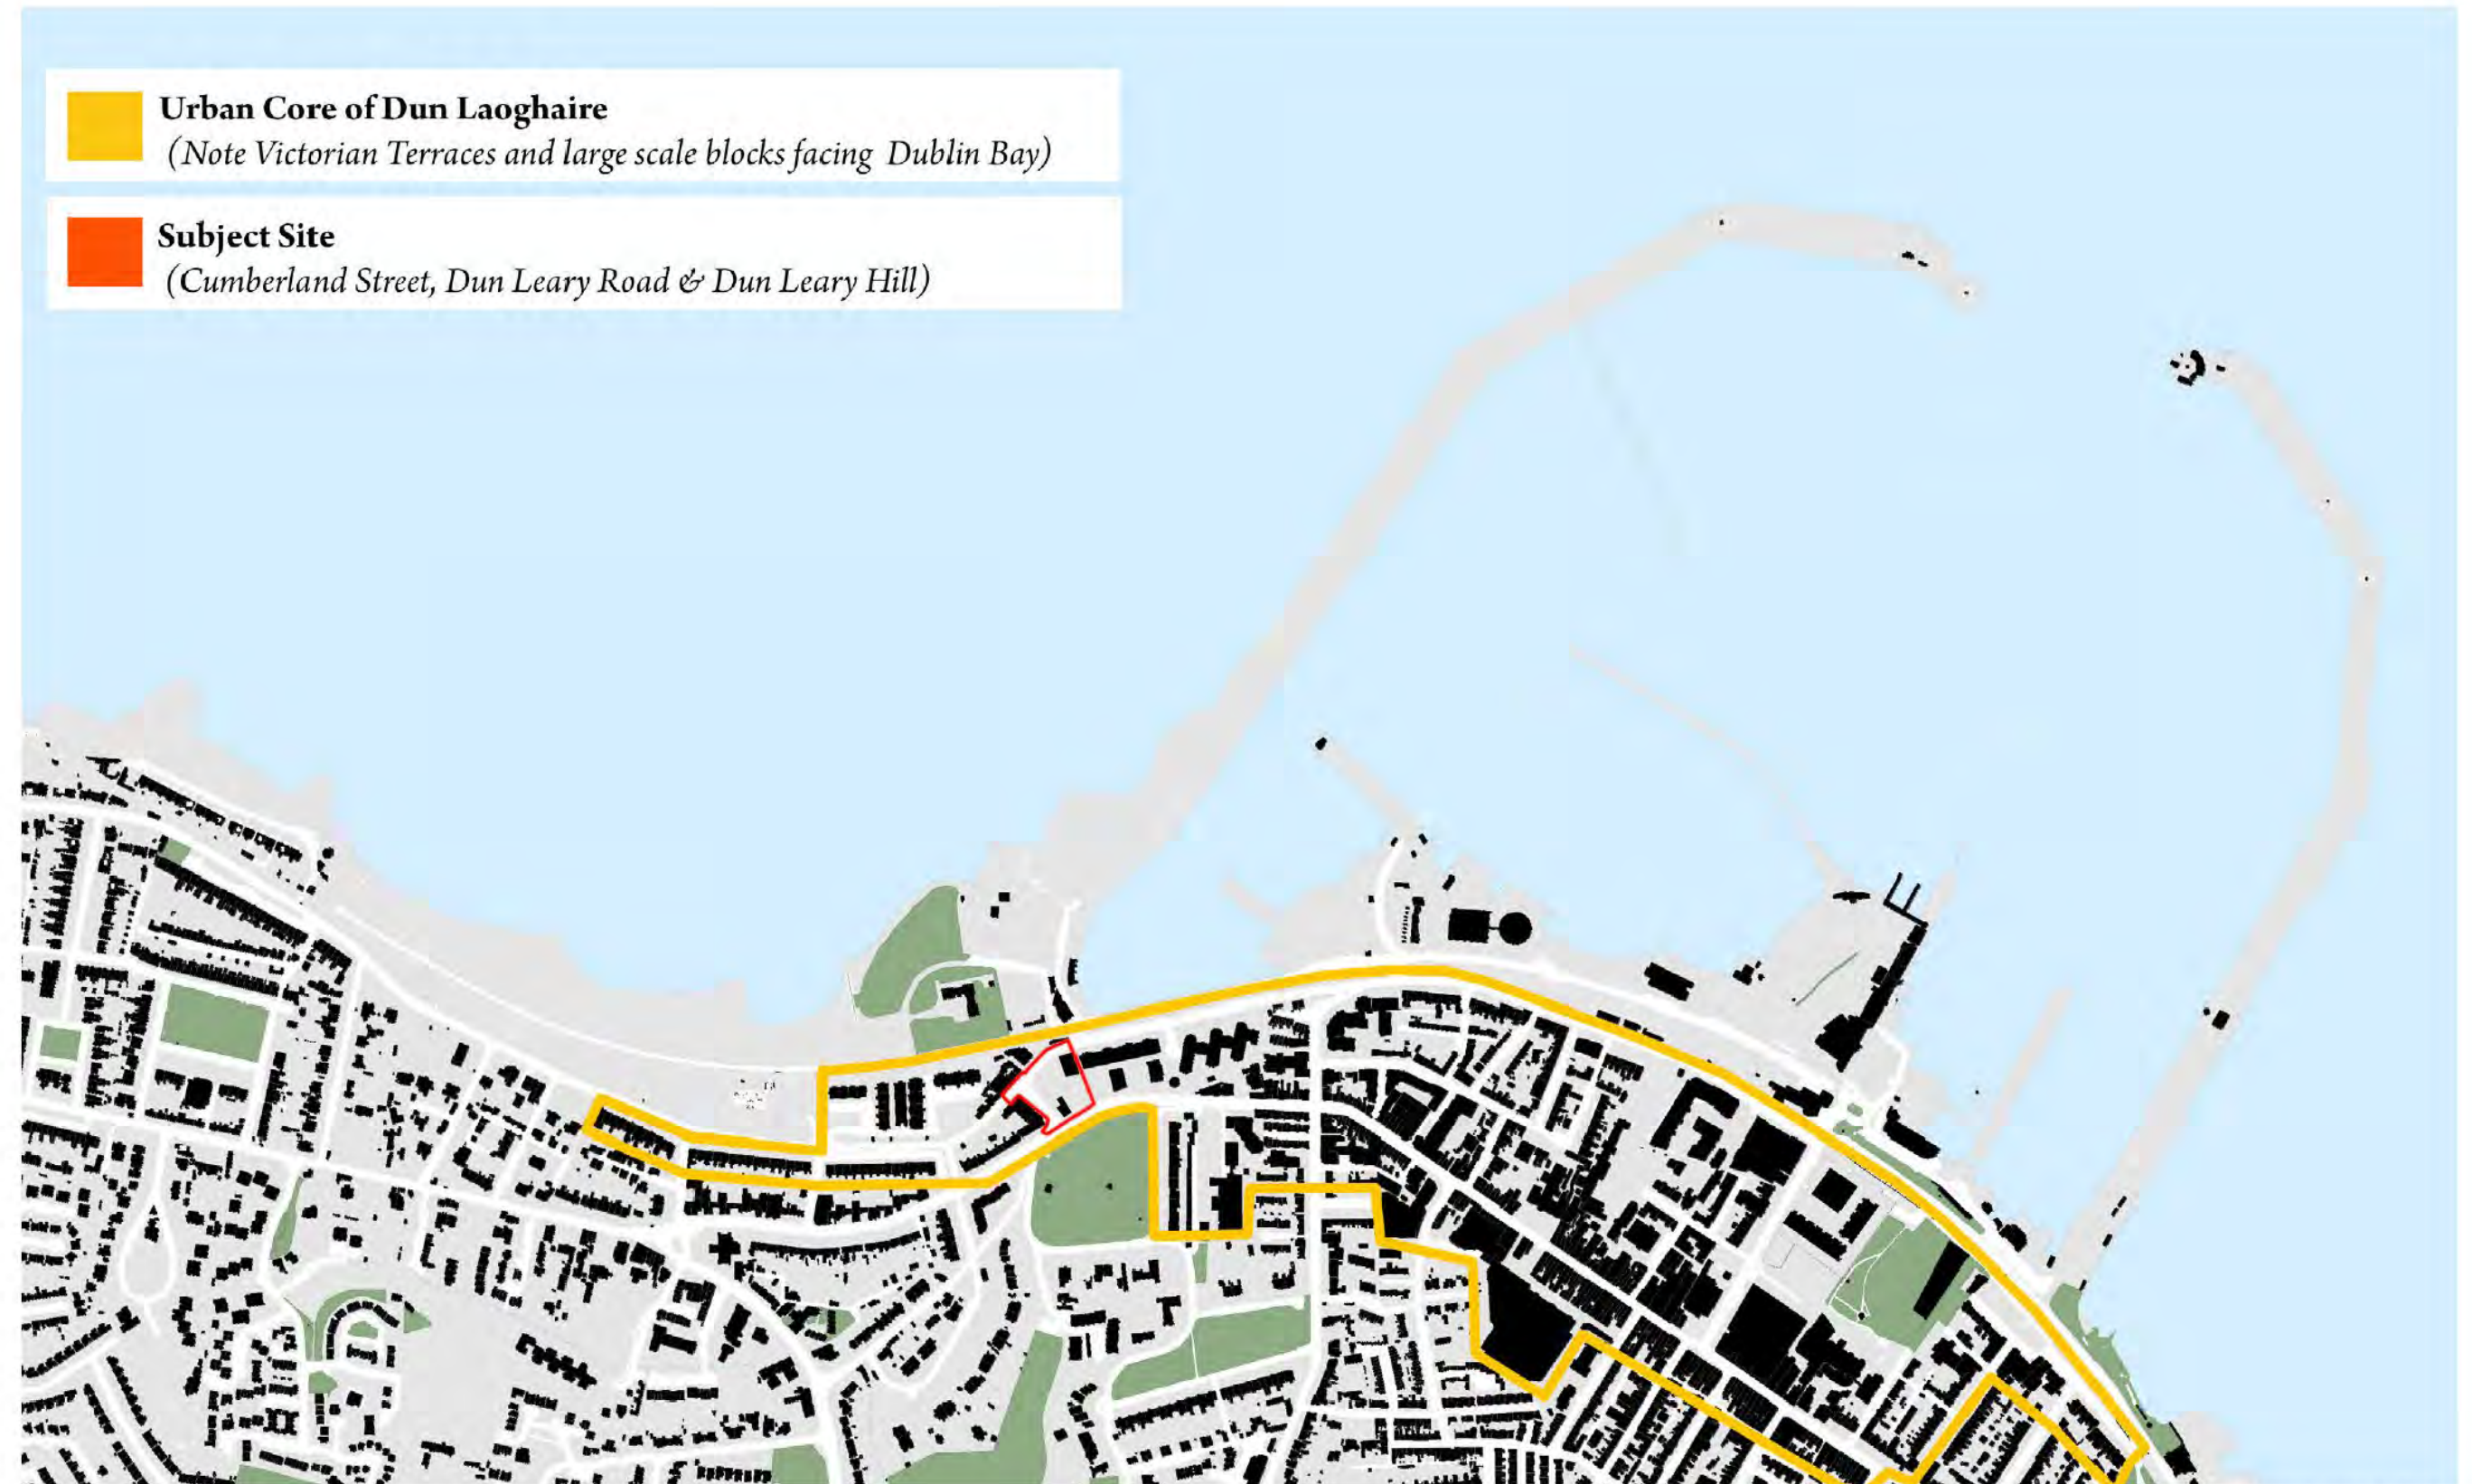 Urban Core of Dun Laoghaire
(Note Victorian Terraces and large scale blocks facing Dublin Bay)
Subject Site
(Cumberland Street, Dun Leary Road & Dun Leary Hill)